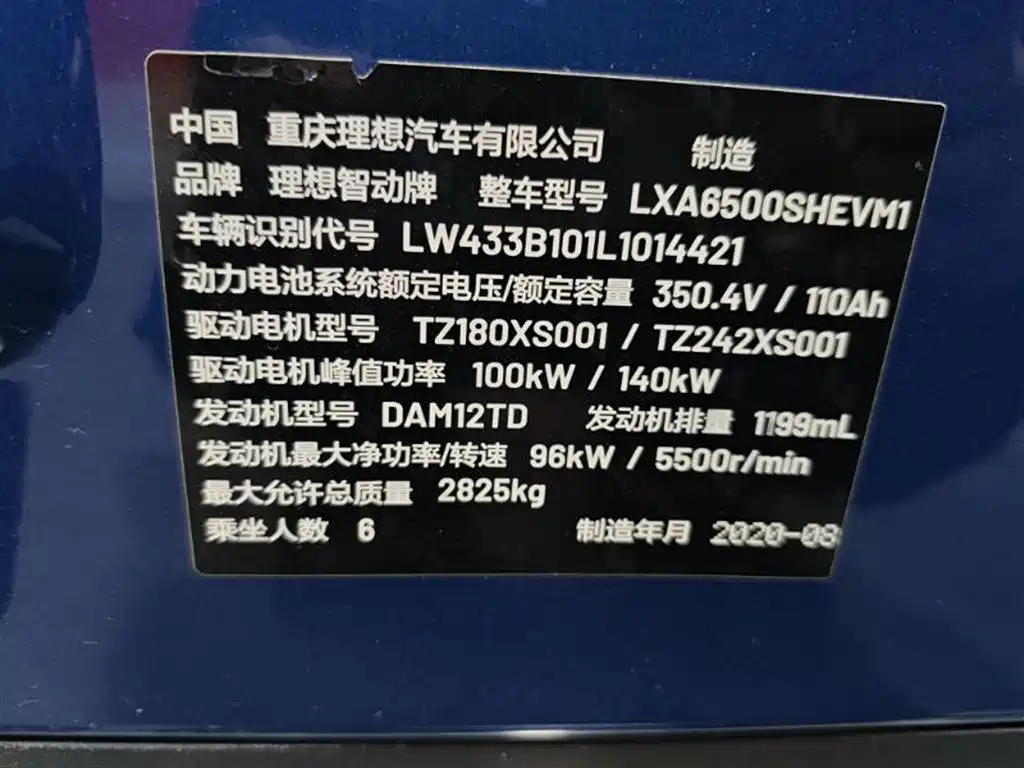 中国 重庆理想汽车有限公司 制造
品牌 理想智动牌 整车型号 LXA6500SHEVM1
车辆识别代号 LW433B101L1014421
动力电池系统额定电压/额定容量 350.4V / 110Ah
驱动电机型号 TZ180XS001 / TZ242XS001
驱动电机峰值功率 100kW / 140kW
发动机型号 DAM12TD 发动机排量 1199mL
发动机最大净功率/转速 96kW / 5500r/min
最大允许总质量 2825kg
乘坐人数 6 制造年月 2020-08